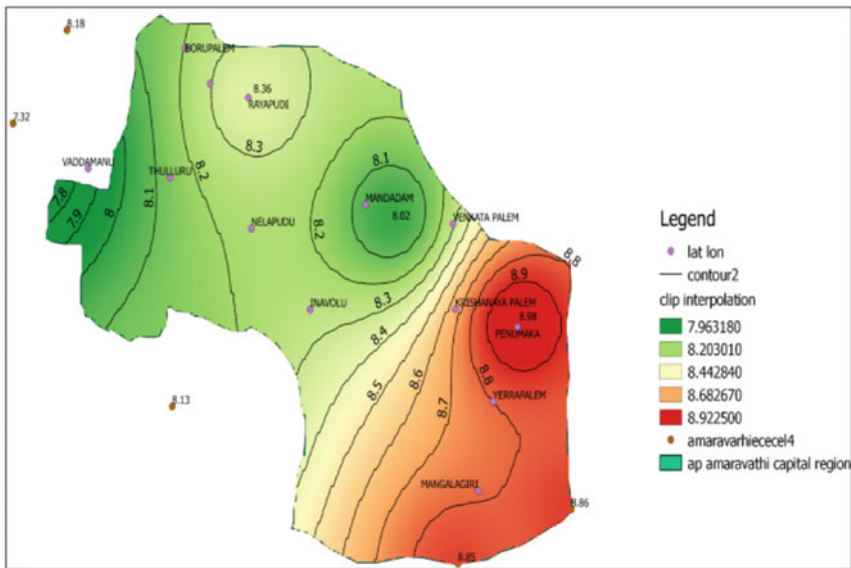 8.18
BORUPALEM
8.36
RAYAPUDI
7.32
8.3
8.1
VADDAMANU
THULLURU
8.2
7.8
7.9
8
8.1
MANDADAM
8.02
NELAPUDU
8.2
VENKATA PALEM
8.8
8.9
INAVOLU
8.3
KRISHANAYA PALEM
8.98
PENUMAKA
8.4
8.5
8.6
8.7
8.8
YERRAPALEM
8.13
MANGALAGIRI
8.86
8.85
Legend
lat lon
contour2
clip interpolation
7.963180
8.203010
8.442840
8.682670
8.922500
amaravarhiececel4
ap amaravathi capital region